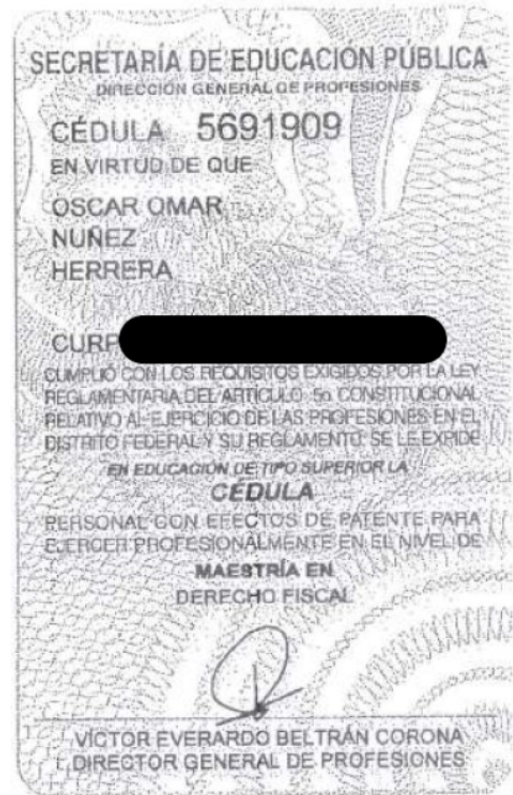 SECRETARÍA DE EDUCACIÓN PÚBLICA
DIRECCIÓN GENERAL DE PROFESIONES
CÉDULA 5691909
EN VIRTUD DE QUE
OSCAR OMAR
NUÑEZ
HERRERA
CURP
CUMPLIÓ CON LOS REQUISITOS EXIGIDOS POR LA LEY
REGLAMENTARIA DEL ARTÍCULO 5o. CONSTITUCIONAL
RELATIVO AL EJERCICIO DE LAS PROFESIONES EN EL
DISTRITO FEDERAL Y SU REGLAMENTO SE LE EXPIDE
EN EDUCACIÓN DE TIPO SUPERIOR LA
CÉDULA
PERSONAL CON EFECTOS DE PATENTE PARA
EJERCER PROFESIONALMENTE EN EL NIVEL DE
MAESTRÍA EN
DERECHO FISCAL
VÍCTOR EVERARDO BELTRÁN CORONA
DIRECTOR GENERAL DE PROFESIONES